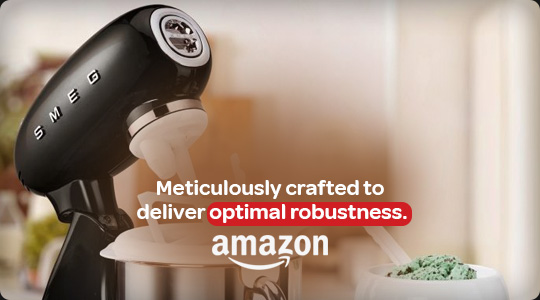 SMEG
Meticulously crafted to
deliver optimal robustness.
amazon